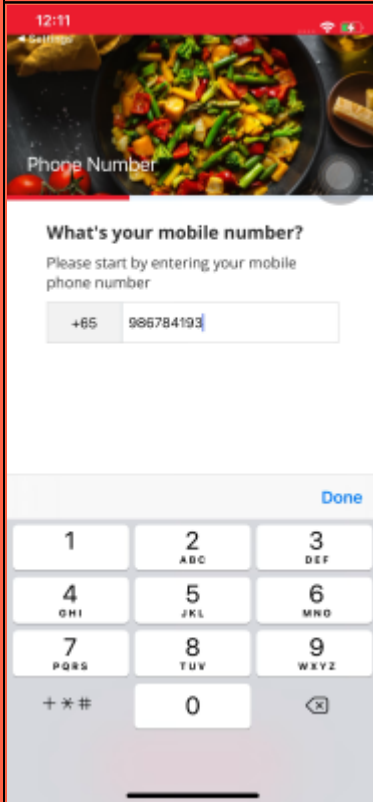 12:11
Settings
Phone Number
What's your mobile number?
Please start by entering your mobile
phone number
+65 986784193
Done
1 2 3
ABC DEF
4 5 6
GHI JKL MNO
7 8 9
PQRS TUV WXYZ
+*# 0